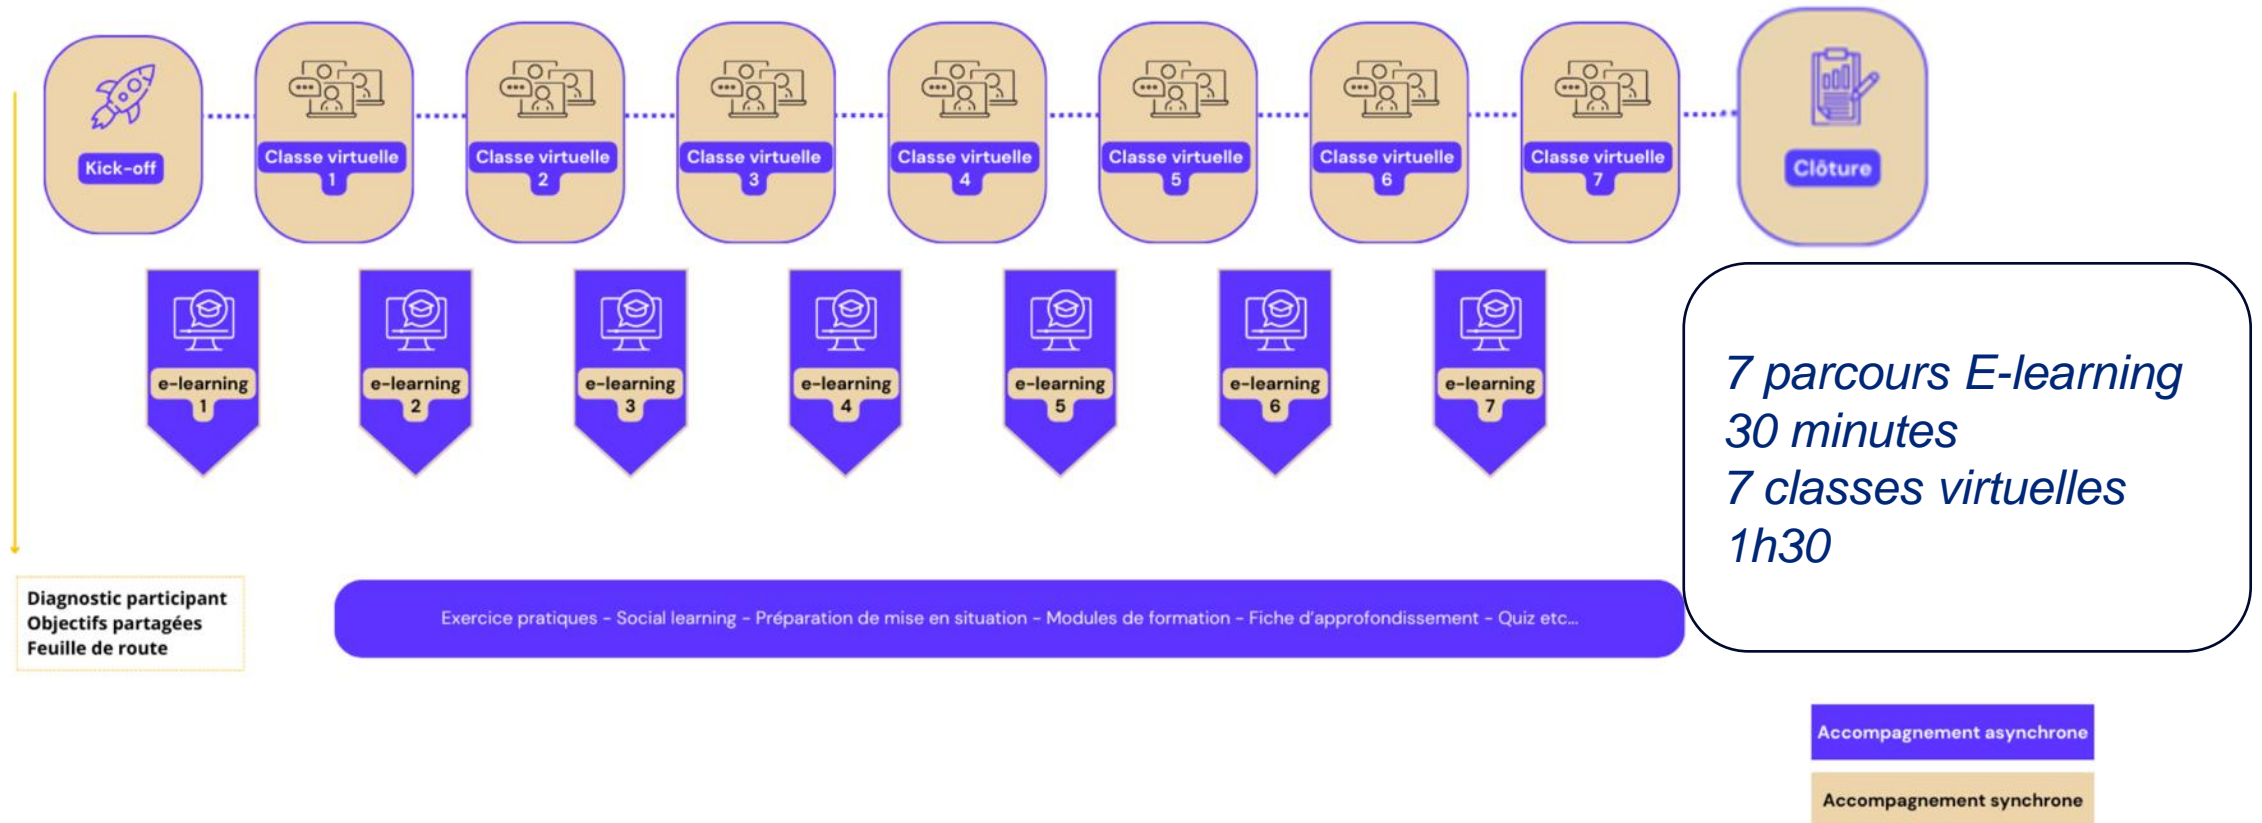 Kick-off
Classe virtuelle
1
Classe virtuelle
2
Classe virtuelle
3
Classe virtuelle
4
Classe virtuelle
5
Classe virtuelle
6
Classe virtuelle
7
Clôture
e-learning
1
e-learning
2
e-learning
3
e-learning
4
e-learning
5
e-learning
6
e-learning
7
7 parcours E-learning
30 minutes
7 classes virtuelles
1h30
Diagnostic participant
Objectifs partagées
Feuille de route
Exercice pratiques - Social learning - Préparation de mise en situation - Modules de formation - Fiche d'approfondissement - Quiz etc...
Accompagnement asynchrone
Accompagnement synchrone